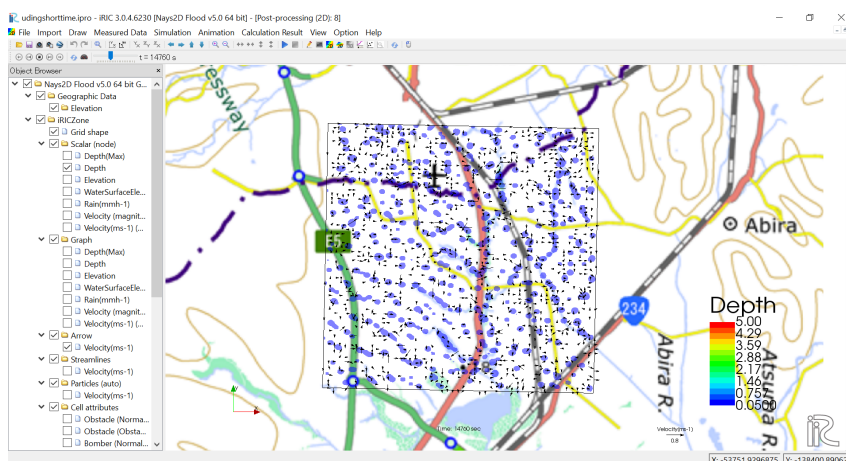 udingshorttime.ipro - iRIC 3.0.4.6230 [Nays2D Flood v5.0 64 bit] - [Post-processing (2D): 8]
File Import Draw Measured Data Simulation Animation Calculation Result View Option Help
t = 14760 s
Object Browser
Nays2D Flood v5.0 64 bit G...
Geographic Data
Elevation
iRICZone
Grid shape
Scalar (node)
Depth(Max)
Depth
Elevation
WaterSurfaceEle...
Rain(mmh-1)
Velocity (magnit...
Velocity(ms-1) (...
Graph
Depth(Max)
Depth
Elevation
WaterSurfaceEle...
Rain(mmh-1)
Velocity (magnit...
Velocity(ms-1) (...
Arrow
Velocity(ms-1)
Streamlines
Velocity(ms-1)
Particles (auto)
Velocity(ms-1)
Cell attributes
Obstacle (Norma...
Obstacle (Obsta...
Bomber (Normal...
essway
Abira
234
Abira R.
Atsuma R.
Depth
5.00
4.29
3.59
2.88
2.17
1.46
0.757
0.0500
Time: 14760 sec
Velocity(ms-1)
0.8
iRIC
X: -53751.9296875 Y: -138400.89062